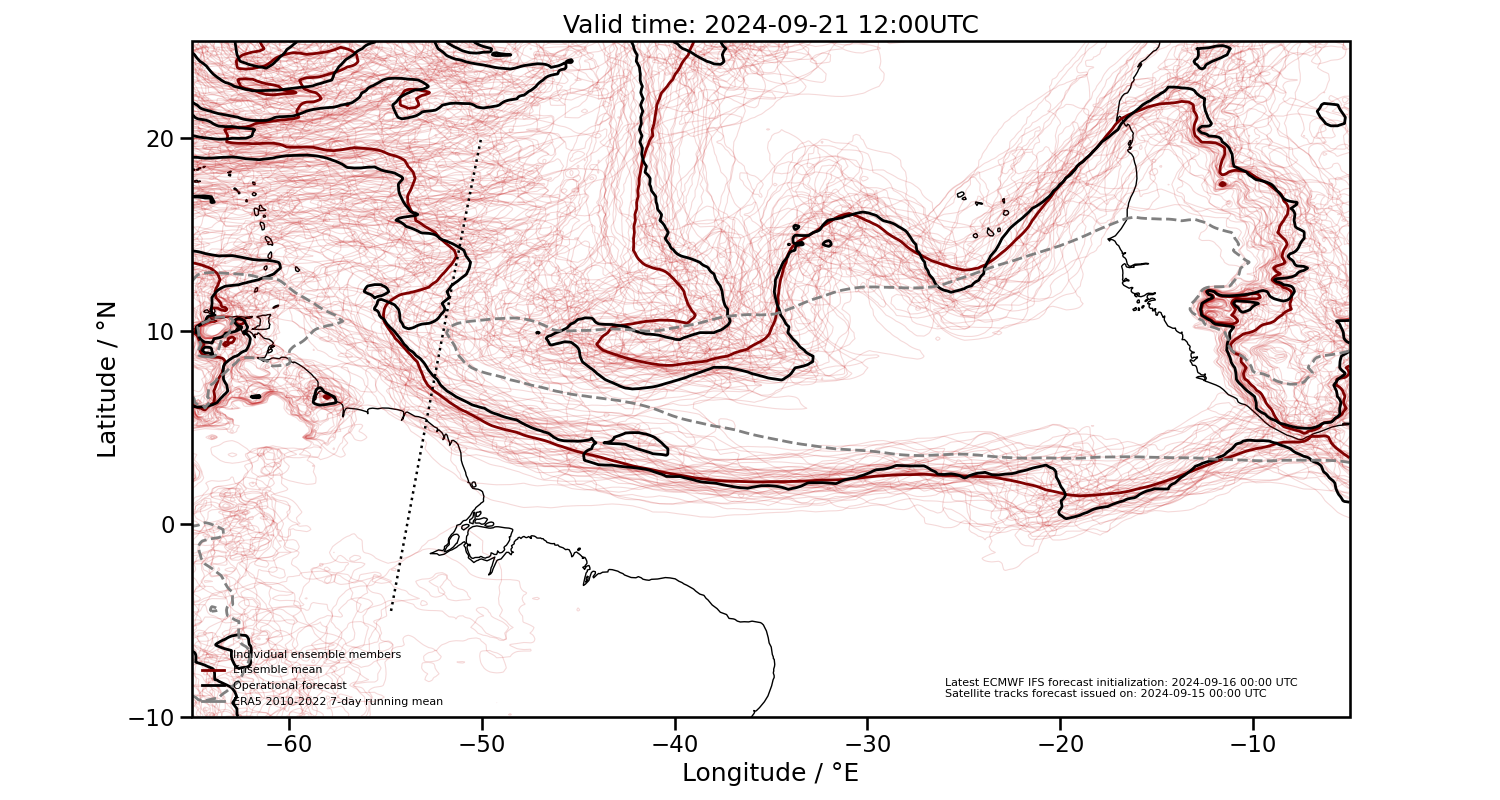 Valid time: 2024-09-21 12:00UTC
Latitude / °N
20
10
0
−10
Individual ensemble members
Ensemble mean
Operational forecast
ERA5 2010-2022 7-day running mean
Latest ECMWF IFS forecast initialization: 2024-09-16 00:00 UTC
Satellite tracks forecast issued on: 2024-09-15 00:00 UTC
−60
−50
−40
−30
−20
−10
Longitude / °E